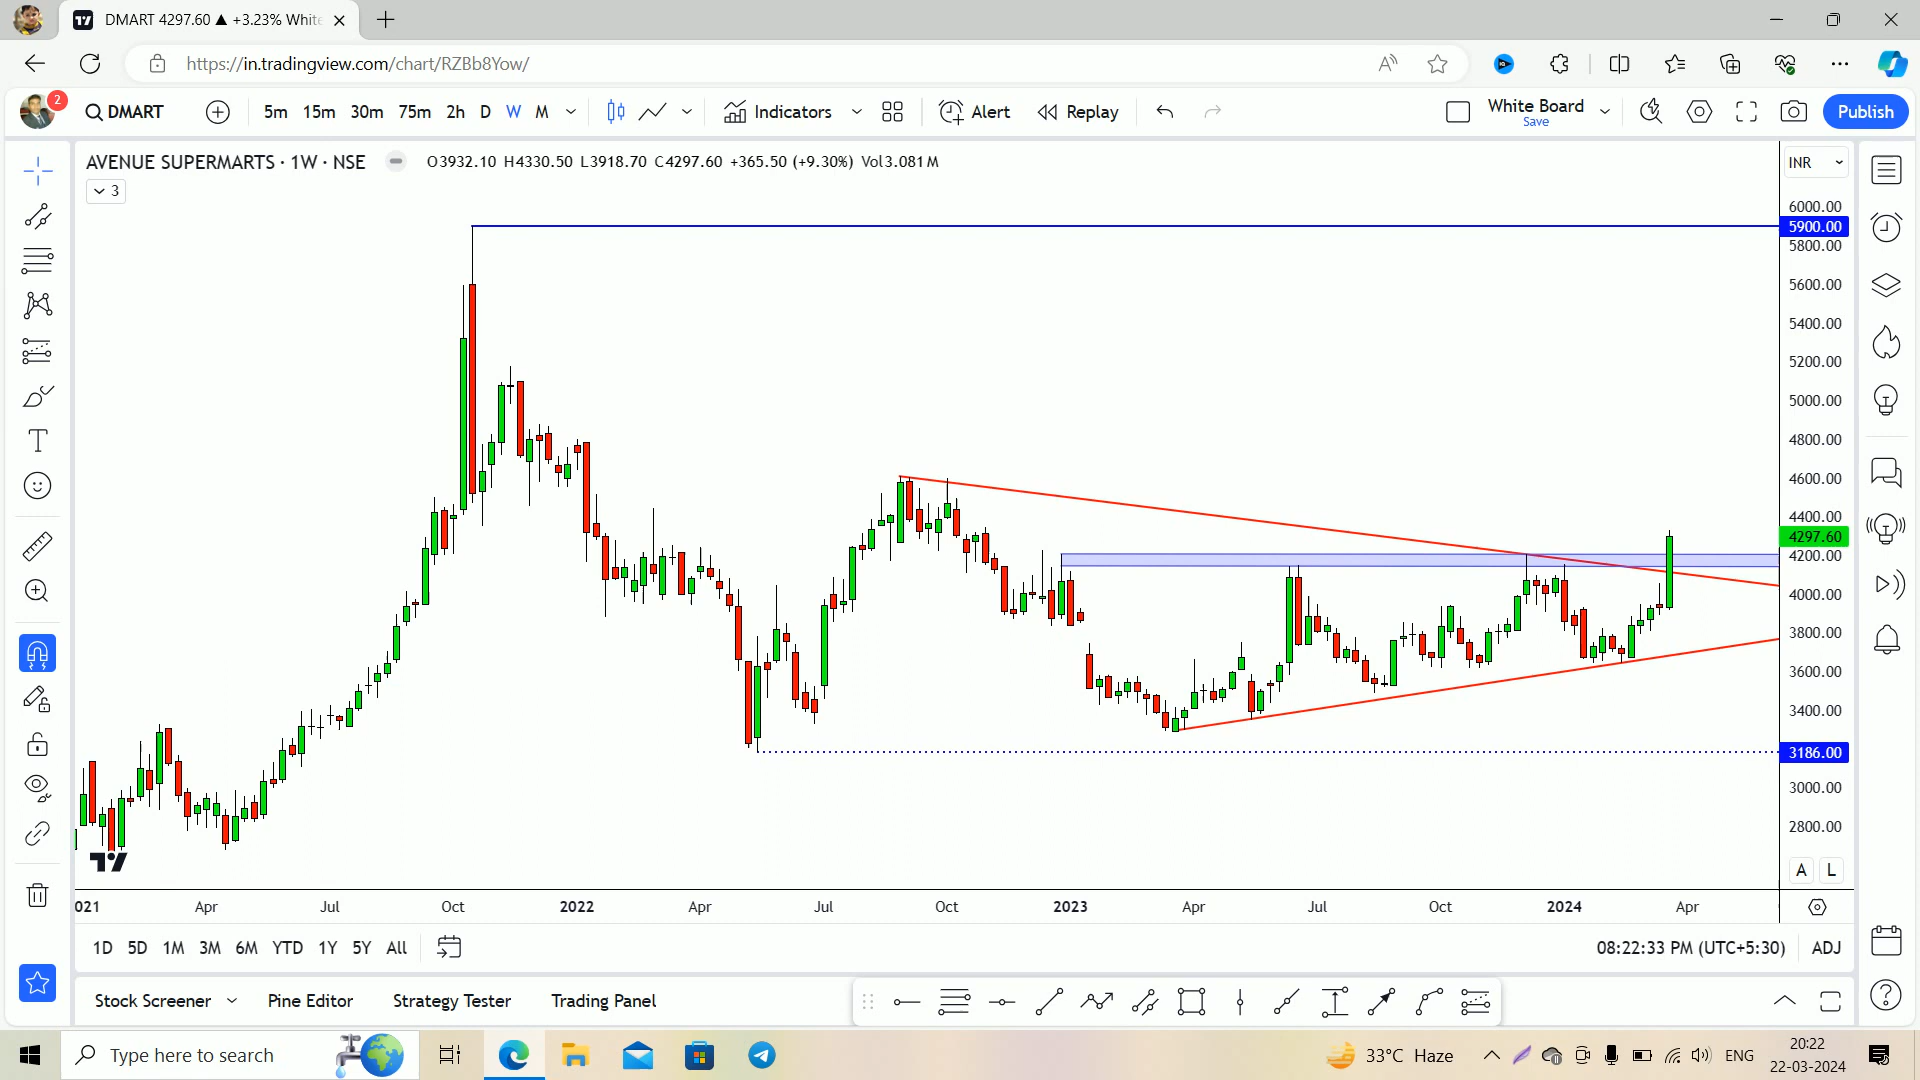 DMART 4297.60 ▲ +3.23% White
https://in.tradingview.com/chart/RZBb8Yow/
2
DMART
5m 15m 30m 75m 2h D W M
Indicators
Alert
Replay
White Board
Save
Publish
AVENUE SUPERMARTS · 1W · NSE
O3932.10 H4330.50 L3918.70 C4297.60 +365.50 (+9.30%) Vol3.081M
INR
3
6000.00
5900.00
5800.00
5600.00
5400.00
5200.00
5000.00
4800.00
4600.00
4400.00
4297.60
4200.00
4000.00
3800.00
3600.00
3400.00
3186.00
3000.00
2800.00
A L
021 Apr Jul Oct 2022 Apr Jul Oct 2023 Apr Jul Oct 2024 Apr
1D 5D 1M 3M 6M YTD 1Y 5Y All
08:22:33 PM (UTC+5:30) ADJ
Stock Screener Pine Editor Strategy Tester Trading Panel
Type here to search
33°C Haze
ENG
20:22
22-03-2024